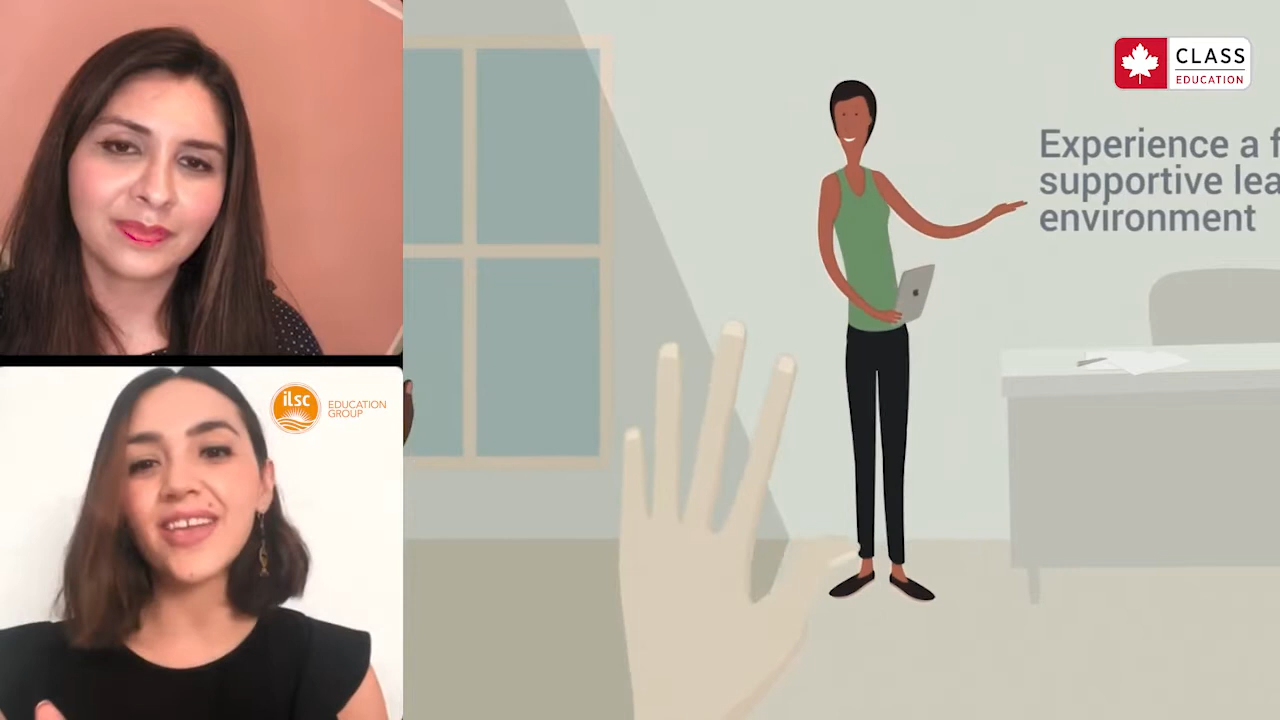 CLASS
EDUCATION
Experience a
supportive
environment
ilsc
EDUCATION
GROUP